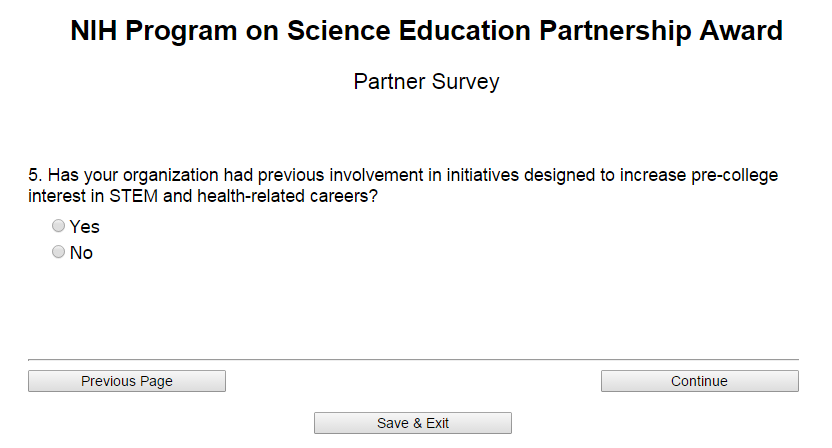 NIH Program on Science Education Partnership Award
Partner Survey
5. Has your organization had previous involvement in initiatives designed to increase pre-college
interest in STEM and health-related careers?
Yes
No
Previous Page
Continue
Save & Exit